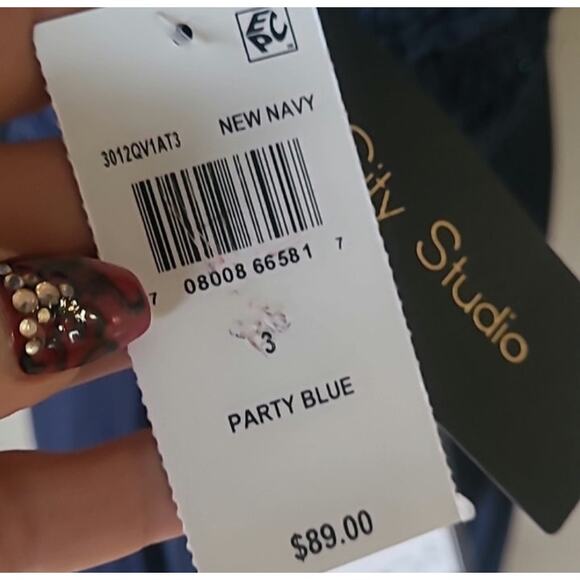 EPC
3012QV1AT3 NEW NAVY
7 08008 66581 7
3
PARTY BLUE
$89.00
City Studio